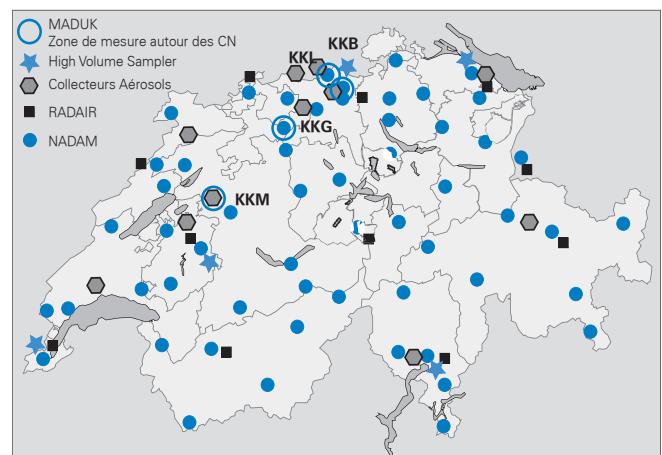 MADUK
Zone de mesure autour des CN
High Volume Sampler
Collecteurs Aérosols
RADAIR
NADAM
KKB
KKL
KKG
KKM